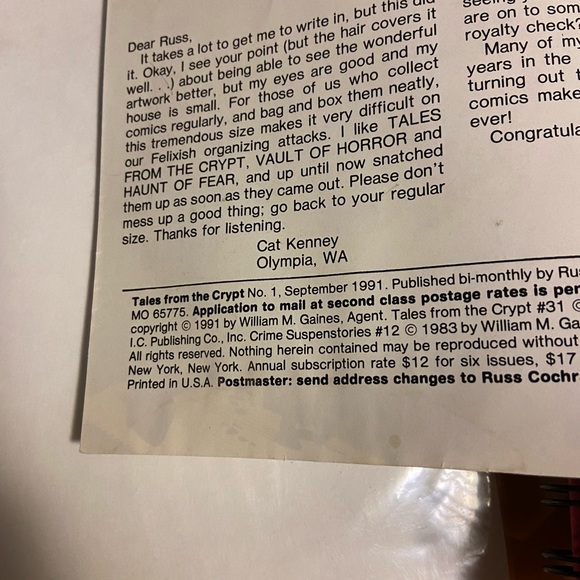 Dear Russ,
It takes a lot to get me to write in, but this did
it. Okay, I see your point (but the hair covers it
well. . .) about being able to see the wonderful
artwork better, but my eyes are good and my
house is small. For those of us who collect
comics regularly, and bag and box them neatly,
this tremendous size makes it very difficult on
our Felixish organizing attacks. I like TALES
FROM THE CRYPT, VAULT OF HORROR and
HAUNT OF FEAR, and up until now snatched
them up as soon as they came out. Please don't
mess up a good thing; go back to your regular
size. Thanks for listening.
Cat Kenney
Olympia, WA
seeing
are on to som
royalty check?
Many of my
years in the
turning out
comics make
ever!
Congratula
Tales from the Crypt No. 1, September 1991. Published bi-monthly by Ru
MO 65775. Application to mail at second class postage rates is pen
copyright © 1991 by William M. Gaines, Agent. Tales from the Crypt #31 ©
I.C. Publishing Co., Inc. Crime Suspenstories #12 © 1983 by William M. Ga
All rights reserved. Nothing herein contained may be reproduced without
New York, New York. Annual subscription rate $12 for six issues, $17
Printed in U.S.A. Postmaster: send address changes to Russ Cochr